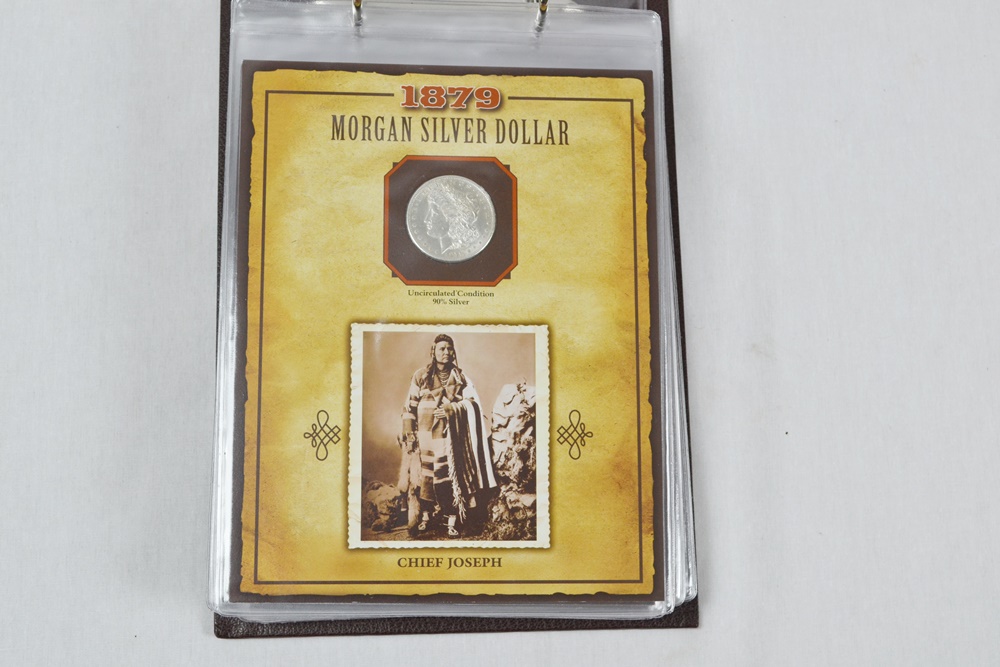 1879
MORGAN SILVER DOLLAR
Uncirculated Condition
90% Silver
CHIEF JOSEPH